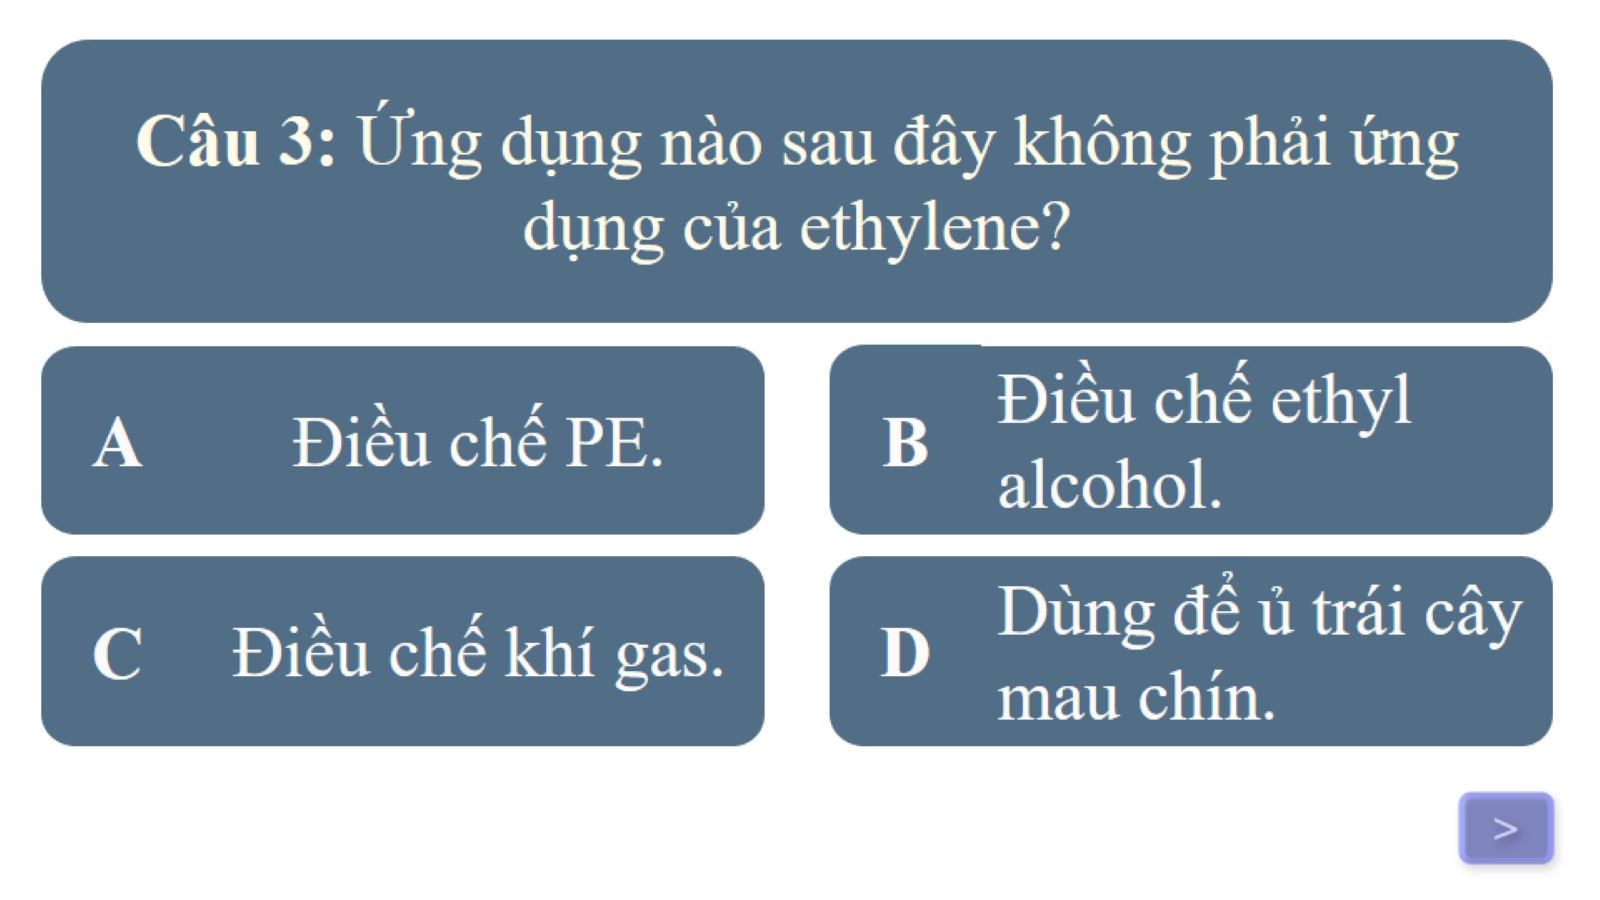 Câu 3: Ứng dụng nào sau đây không phải ứng
dụng của ethylene?
A
Điều chế PE.
B
Điều chế ethyl
alcohol.
C
Điều chế khí gas.
D
Dùng để ủ trái cây
mau chín.
>